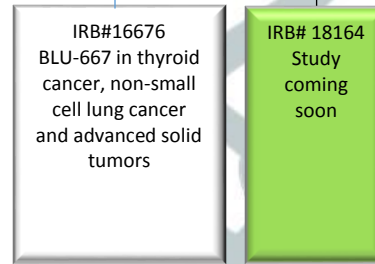 IRB#16676
BLU-667 in thyroid
cancer, non-small
cell lung cancer
and advanced solid
tumors
IRB# 18164
Study
coming
soon